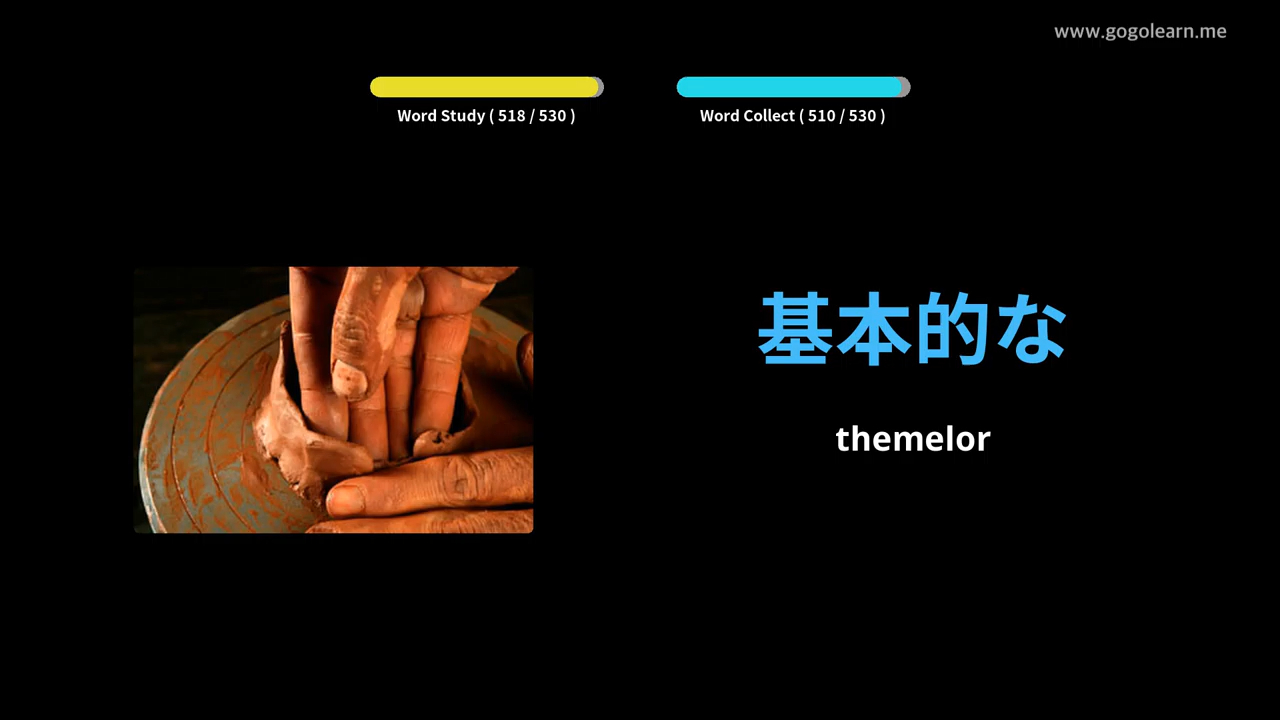 www.gogolearn.me
Word Study ( 518 / 530 )
Word Collect ( 510 / 530 )
基本的な
themelor